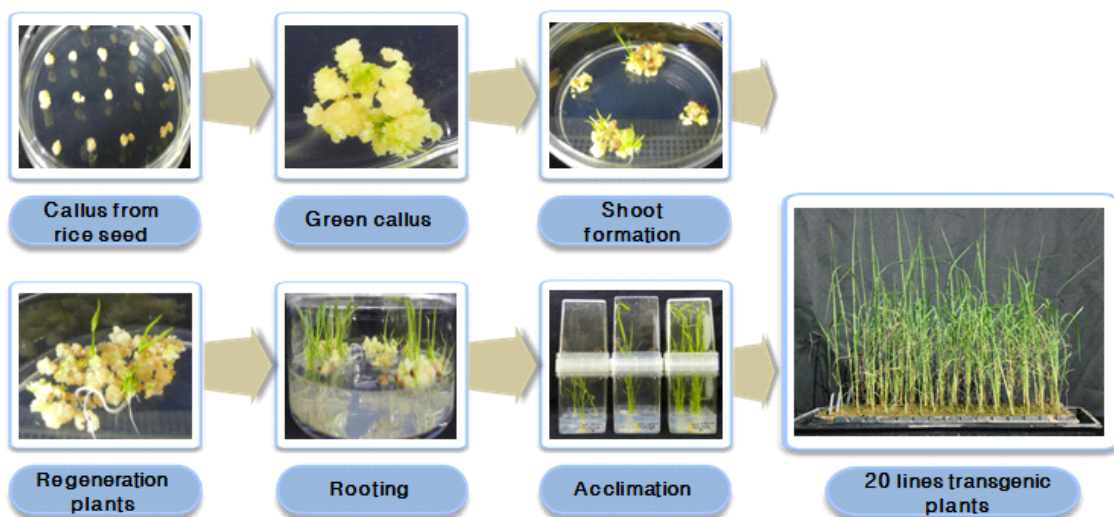 Callus from
rice seed
Green callus
Shoot
formation
Regeneration
plants
Rooting
Acclimation
20 lines transgenic
plants